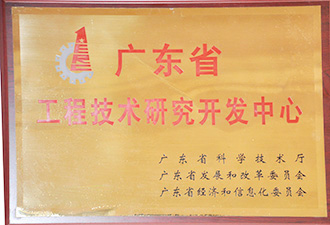 广东省
工程技术研究开发中心
广东省科学技术厅
广东省发展和改革委员会
广东省经济和信息化委员会